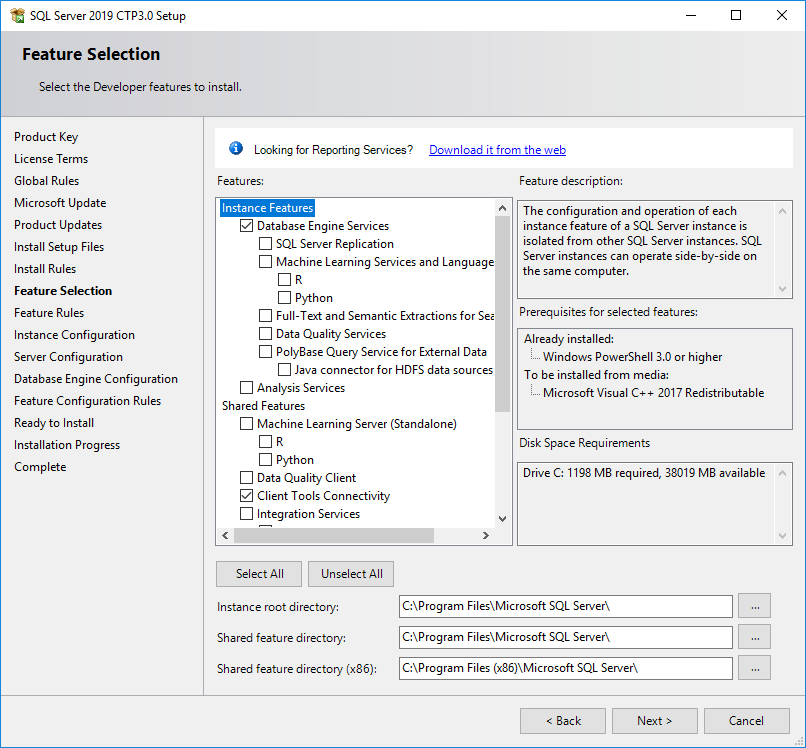 SQL Server 2019 CTP3.0 Setup
Feature Selection
Select the Developer features to install.
Product Key
License Terms
Global Rules
Microsoft Update
Product Updates
Install Setup Files
Install Rules
Feature Selection
Feature Rules
Instance Configuration
Server Configuration
Database Engine Configuration
Feature Configuration Rules
Ready to Install
Installation Progress
Complete
Looking for Reporting Services? Download it from the web
Features:
Instance Features
Database Engine Services
SQL Server Replication
Machine Learning Services and Language
R
Python
Full-Text and Semantic Extractions for Sea
Data Quality Services
PolyBase Query Service for External Data
Java connector for HDFS data sources
Analysis Services
Shared Features
Machine Learning Server (Standalone)
R
Python
Data Quality Client
Client Tools Connectivity
Integration Services
Feature description:
The configuration and operation of each
instance feature of a SQL Server instance is
isolated from other SQL Server instances. SQL
Server instances can operate side-by-side on
the same computer.
Prerequisites for selected features:
Already installed:
Windows PowerShell 3.0 or higher
To be installed from media:
Microsoft Visual C++ 2017 Redistributable
Disk Space Requirements
Drive C: 1198 MB required, 38019 MB available
Select All
Unselect All
Instance root directory: C:\Program Files\Microsoft SQL Server\ ...
Shared feature directory: C:\Program Files\Microsoft SQL Server\ ...
Shared feature directory (x86): C:\Program Files (x86)\Microsoft SQL Server\ ...
< Back
Next >
Cancel